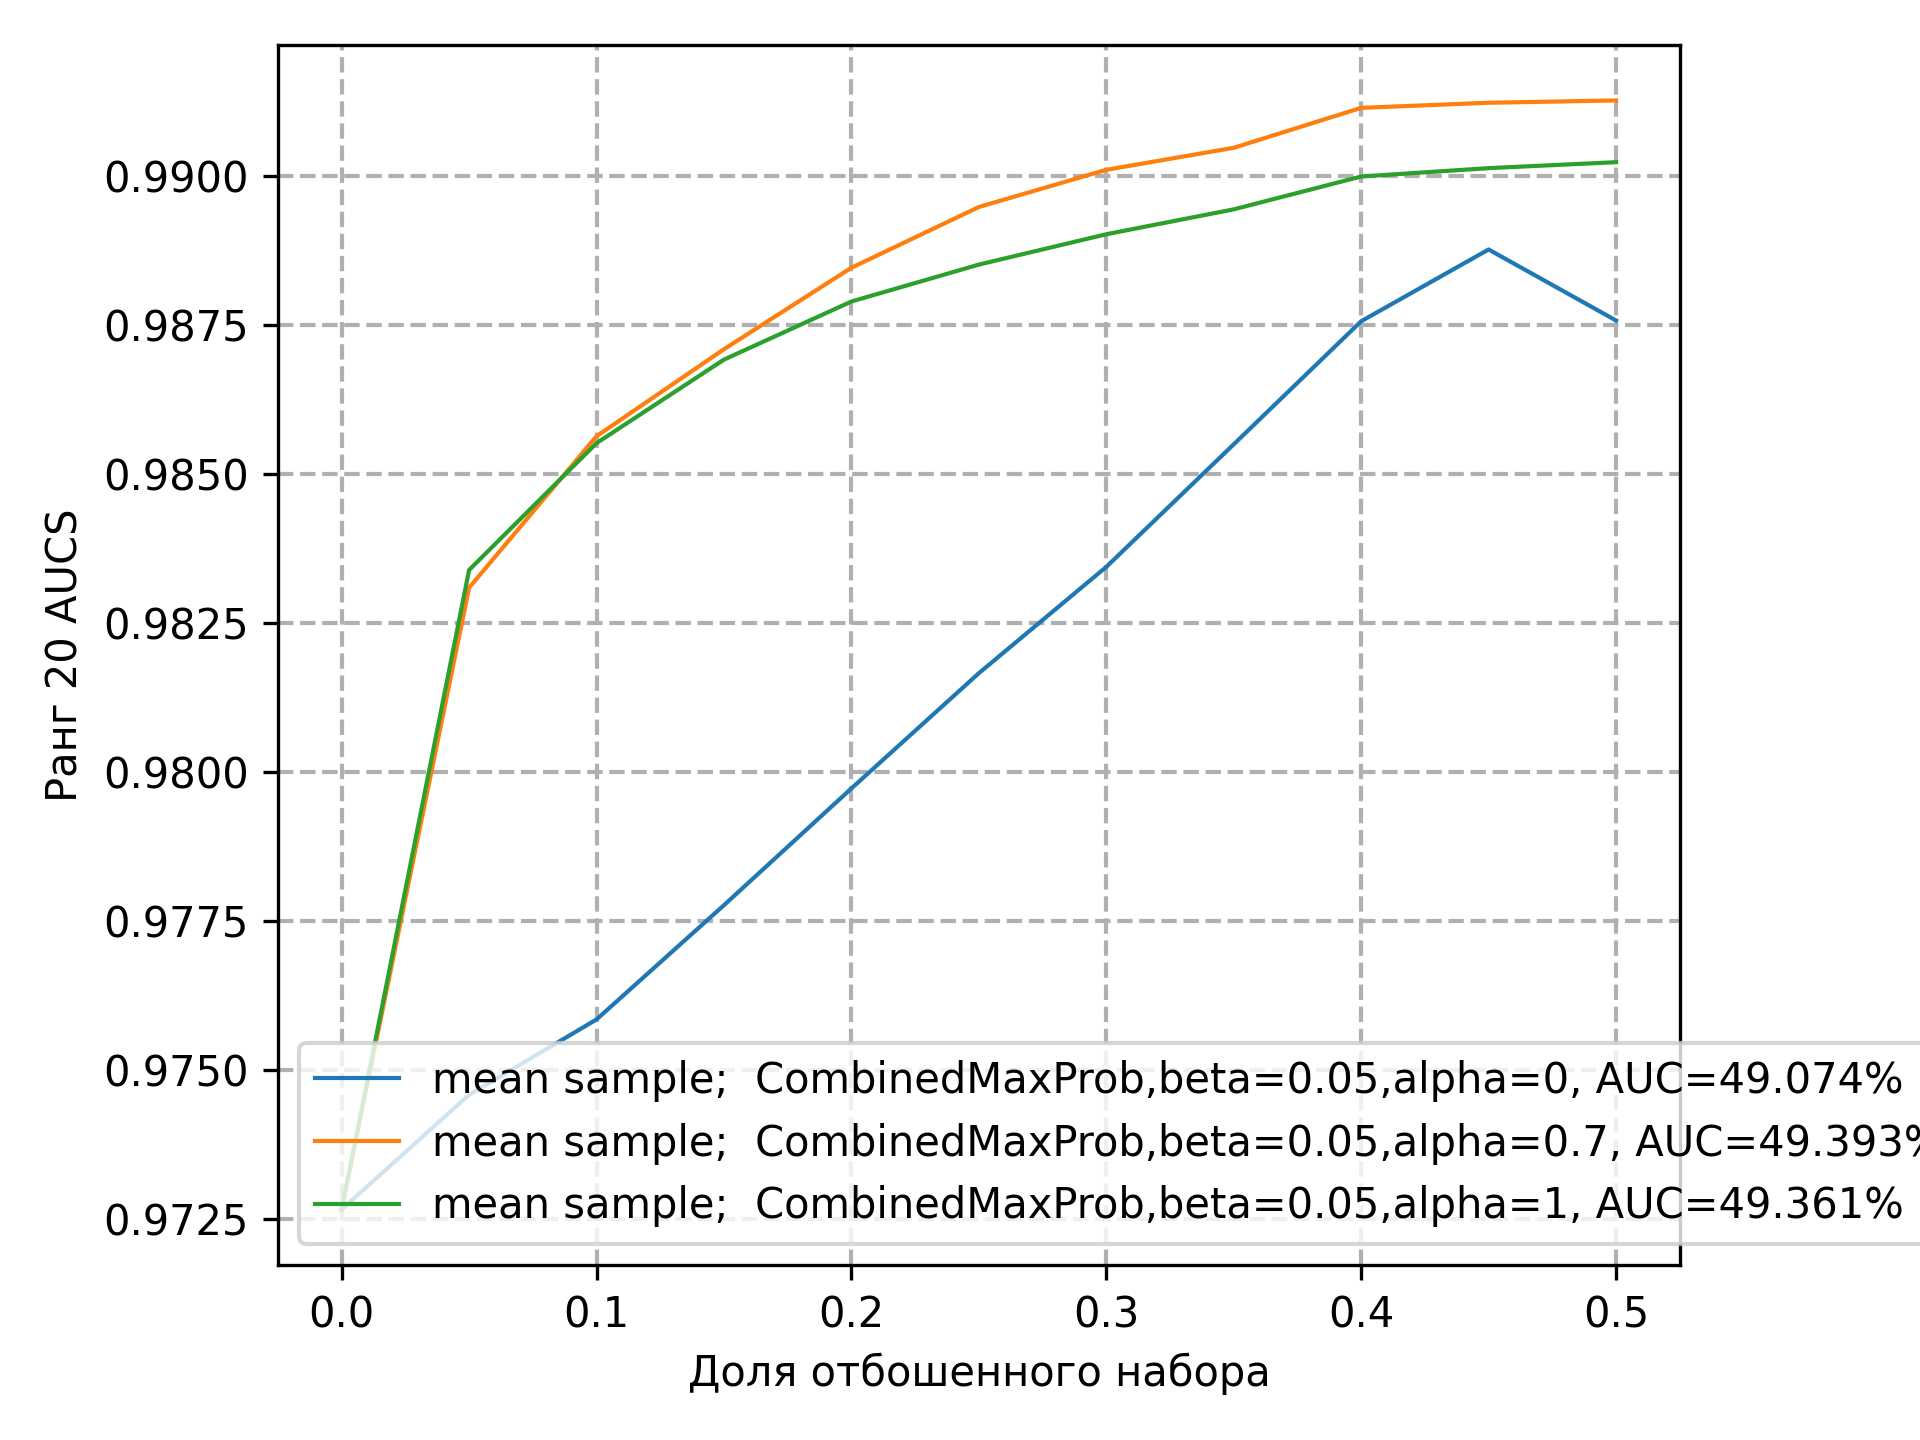 0.9900
0.9875
0.9850
0.9825
0.9800
0.9775
0.9750
0.9725
Ранг 20 AUCS
mean sample;  CombinedMaxProb,beta=0.05,alpha=0, AUC=49.074%
mean sample;  CombinedMaxProb,beta=0.05,alpha=0.7, AUC=49.393%
mean sample;  CombinedMaxProb,beta=0.05,alpha=1, AUC=49.361%
0.0 0.1 0.2 0.3 0.4 0.5
Доля отбошенного набора